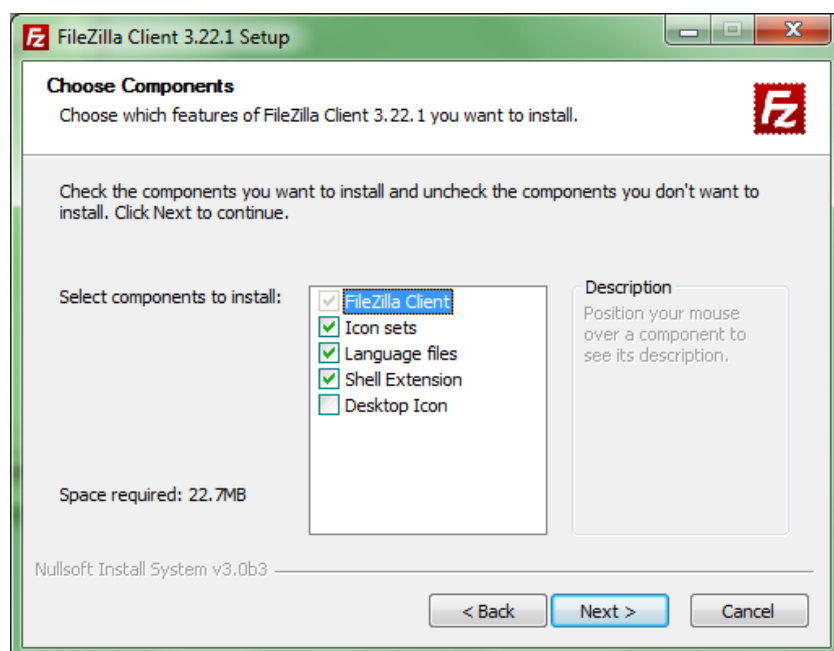 FileZilla Client 3.22.1 Setup
Choose Components
Choose which features of FileZilla Client 3.22.1 you want to install.
Fz
Check the components you want to install and uncheck the components you don't want to
install. Click Next to continue.
Select components to install:
FileZilla Client
Icon sets
Language files
Shell Extension
Desktop Icon
Description
Position your mouse
over a component to
see its description.
Space required: 22.7MB
Nullsoft Install System v3.0b3
< Back
Next >
Cancel